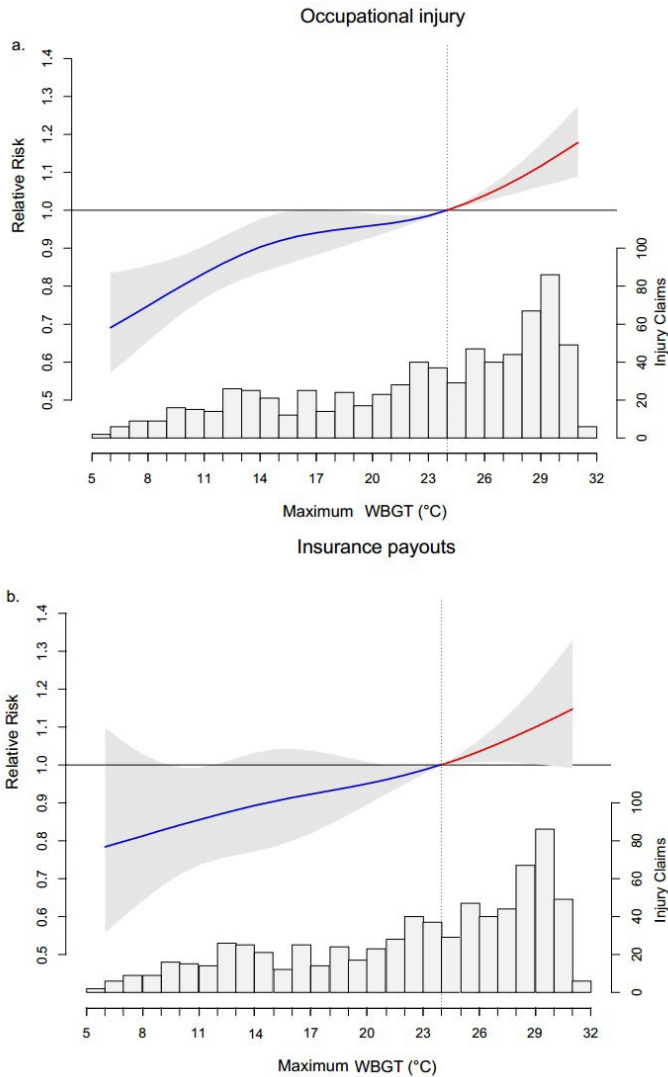 Occupational injury
a.
Relative Risk
1.4
1.3
1.2
1.1
1.0
0.9
0.8
0.7
0.6
0.5
100
80
60
40
20
0
Injury Claims
5 8 11 14 17 20 23 26 29 32
Maximum WBGT (°C)
Insurance payouts
b.
Relative Risk
1.4
1.3
1.2
1.1
1.0
0.9
0.8
0.7
0.6
0.5
100
80
60
40
20
0
Injury Claims
5 8 11 14 17 20 23 26 29 32
Maximum WBGT (°C)